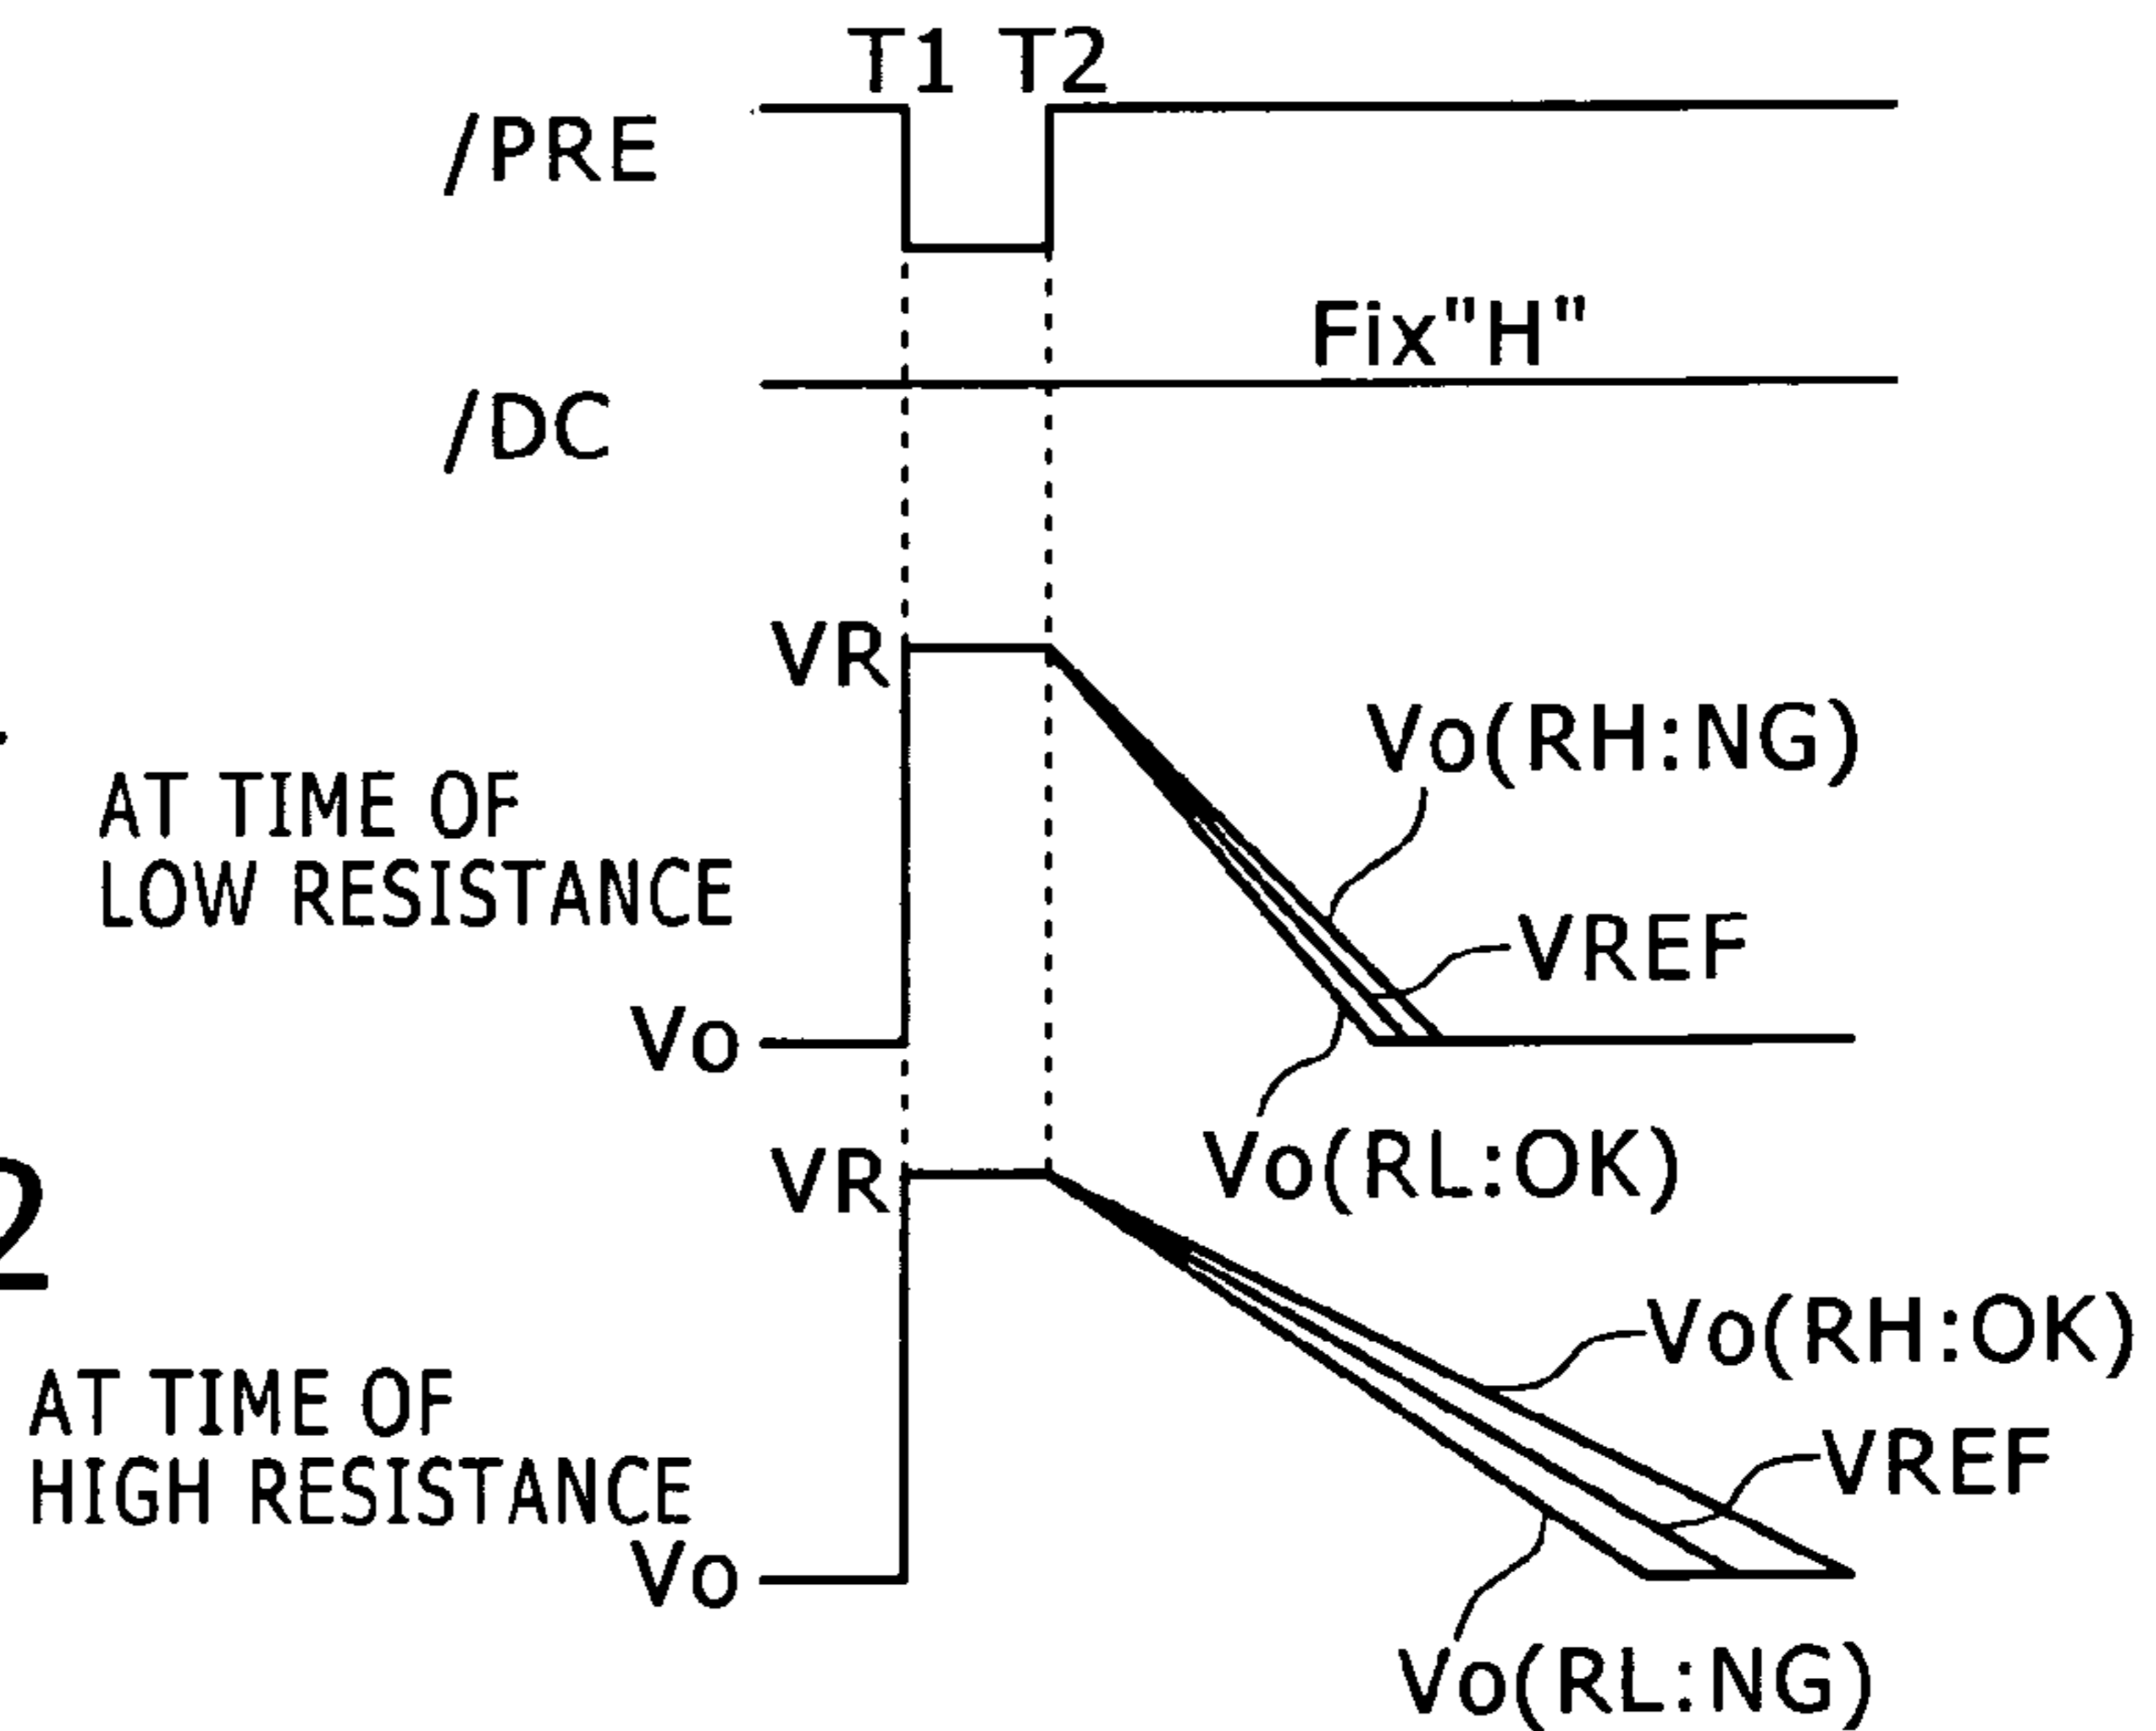 T1 T2
/PRE
Fix"H"
/DC
VR
Vo(RH:NG)
AT TIME OF
LOW RESISTANCE
VREF
Vo
Vo(RL:OK)
VR
2
Vo(RH:OK)
AT TIME OF
HIGH RESISTANCE
VREF
Vo
Vo(RL:NG)